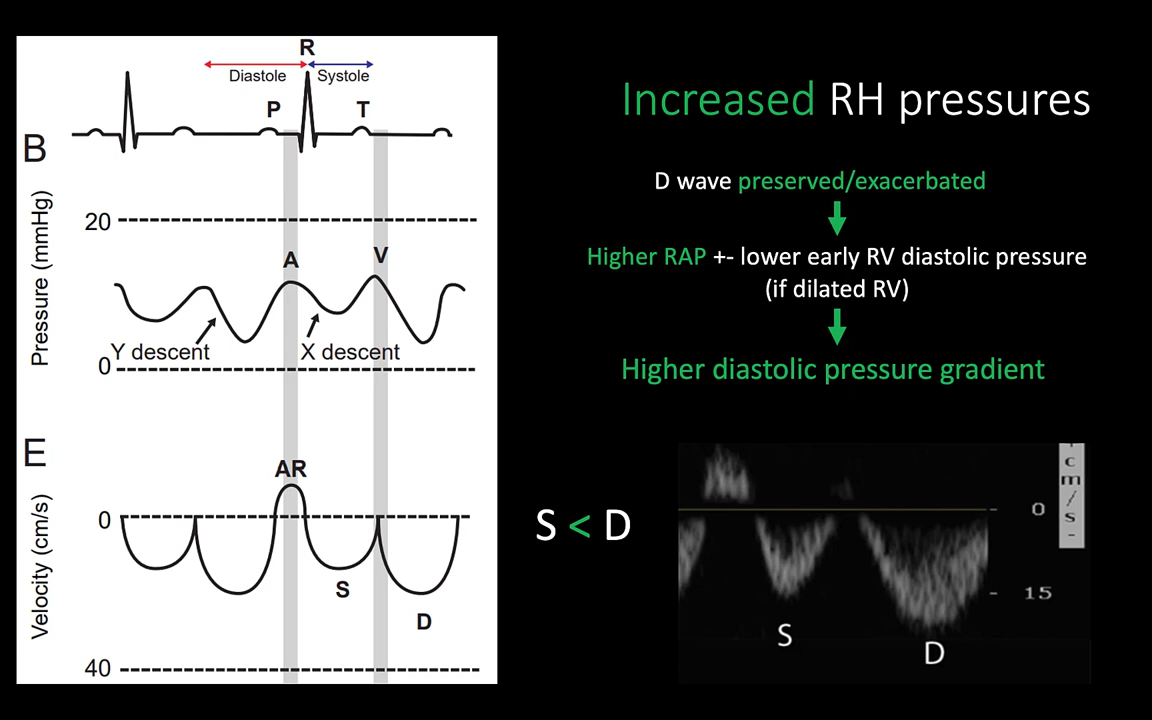 R
Diastole
Systole
P
T
B
Pressure (mmHg)
20
A
V
Y descent
X descent
0
E
Velocity (cm/s)
AR
0
S
D
40
Increased RH pressures
D wave preserved/exacerbated
Higher RAP +- lower early RV diastolic pressure
(if dilated RV)
Higher diastolic pressure gradient
S < D
cm/s
- 0
- 15
S
D